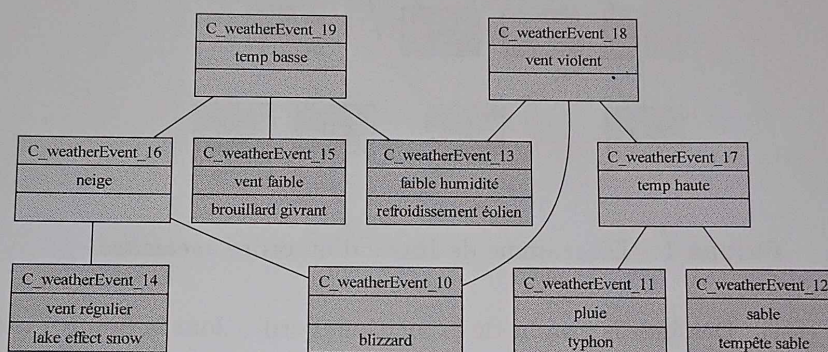 C_weatherEvent_19
temp basse
C_weatherEvent_18
vent violent
C_weatherEvent_16
neige
C_weatherEvent_15
vent faible
brouillard givrant
C_weatherEvent_13
faible humidité
refroidissement éolien
C_weatherEvent_17
temp haute
C_weatherEvent_14
vent régulier
lake effect snow
C_weatherEvent_10
blizzard
C_weatherEvent_11
pluie
typhon
C_weatherEvent_12
sable
tempête sable